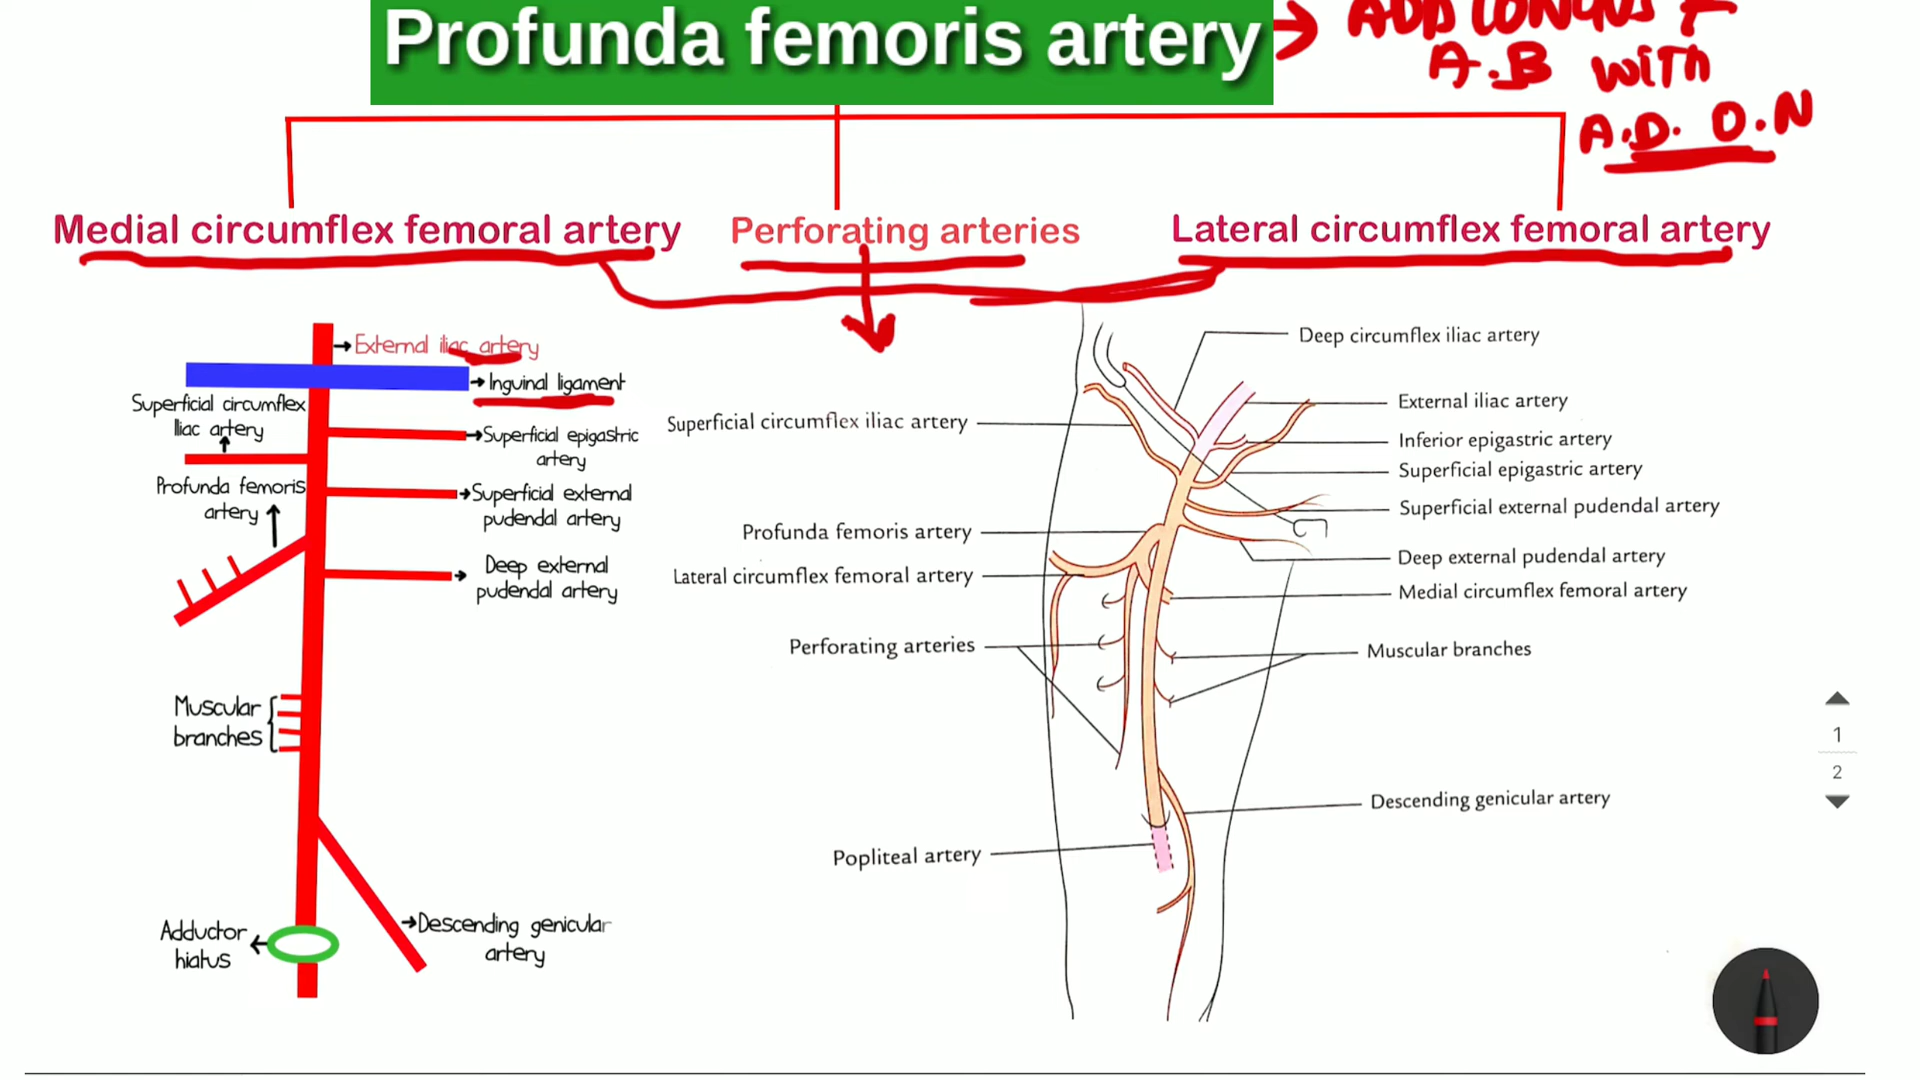 Profunda femoris artery
ADD LONGUS F
A.B WITH
A.D. O.N
Medial circumflex femoral artery
Perforating arteries
Lateral circumflex femoral artery
External iliac artery
Inguinal ligament
Superficial circumflex
Iliac artery
Superficial epigastric
artery
Profunda femoris
artery
Superficial external
pudendal artery
Deep external
pudendal artery
Muscular
branches
Adductor
hiatus
Descending genicular
artery
Deep circumflex iliac artery
External iliac artery
Superficial circumflex iliac artery
Inferior epigastric artery
Superficial epigastric artery
Superficial external pudendal artery
Profunda femoris artery
Deep external pudendal artery
Lateral circumflex femoral artery
Medial circumflex femoral artery
Perforating arteries
Muscular branches
Descending genicular artery
Popliteal artery
1
2